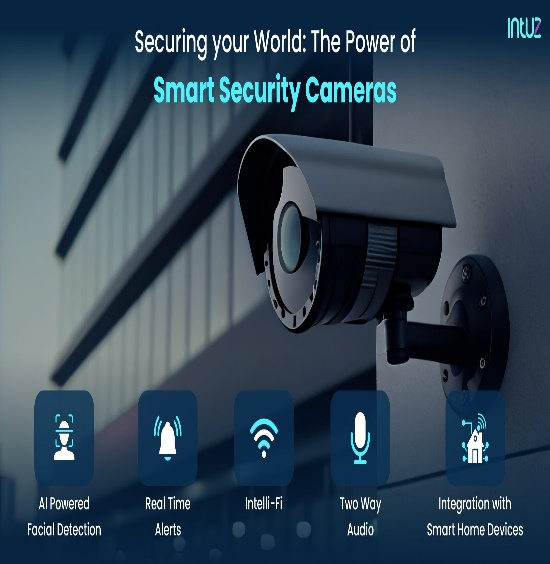 INTUZ
Securing your World: The Power of
Smart Security Cameras
AI Powered
Facial Detection
Real Time
Alerts
Intelli-Fi
Two Way
Audio
Integration with
Smart Home Devices